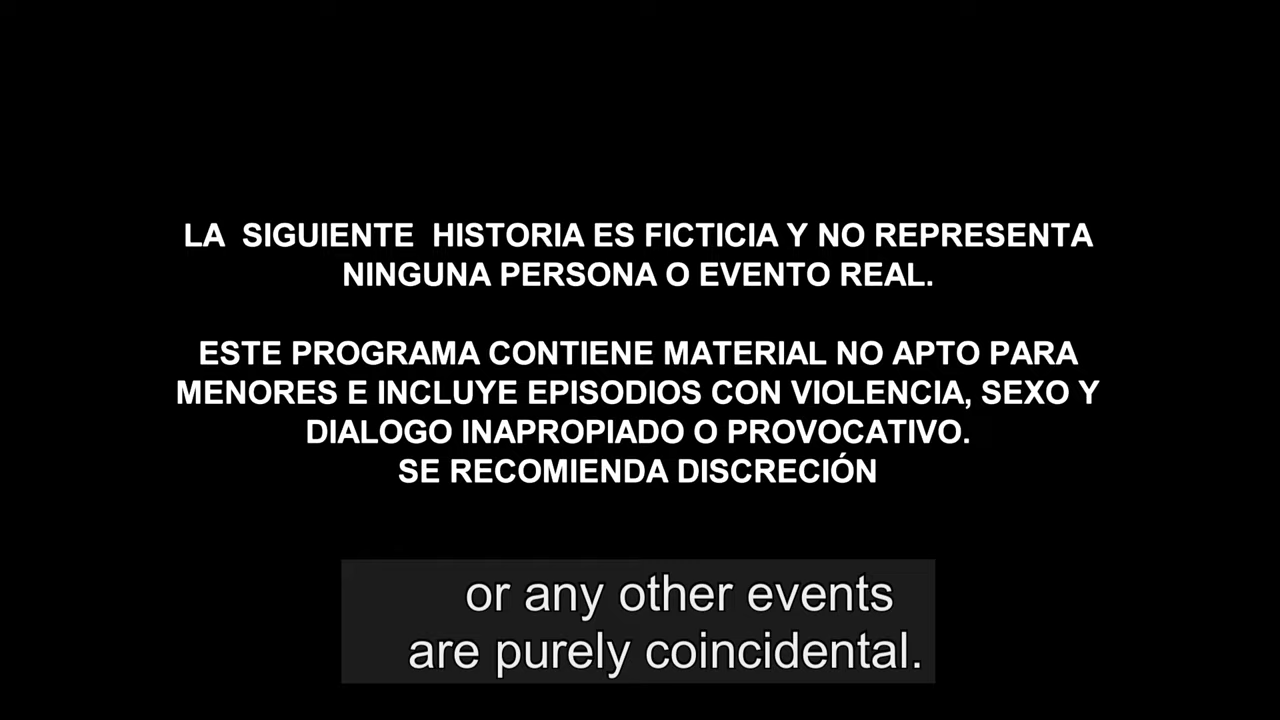 LA SIGUIENTE HISTORIA ES FICTICIA Y NO REPRESENTA
NINGUNA PERSONA O EVENTO REAL.
ESTE PROGRAMA CONTIENE MATERIAL NO APTO PARA
MENORES E INCLUYE EPISODIOS CON VIOLENCIA, SEXO Y
DIALOGO INAPROPIADO O PROVOCATIVO.
SE RECOMIENDA DISCRECIÓN
or any other events
are purely coincidental.